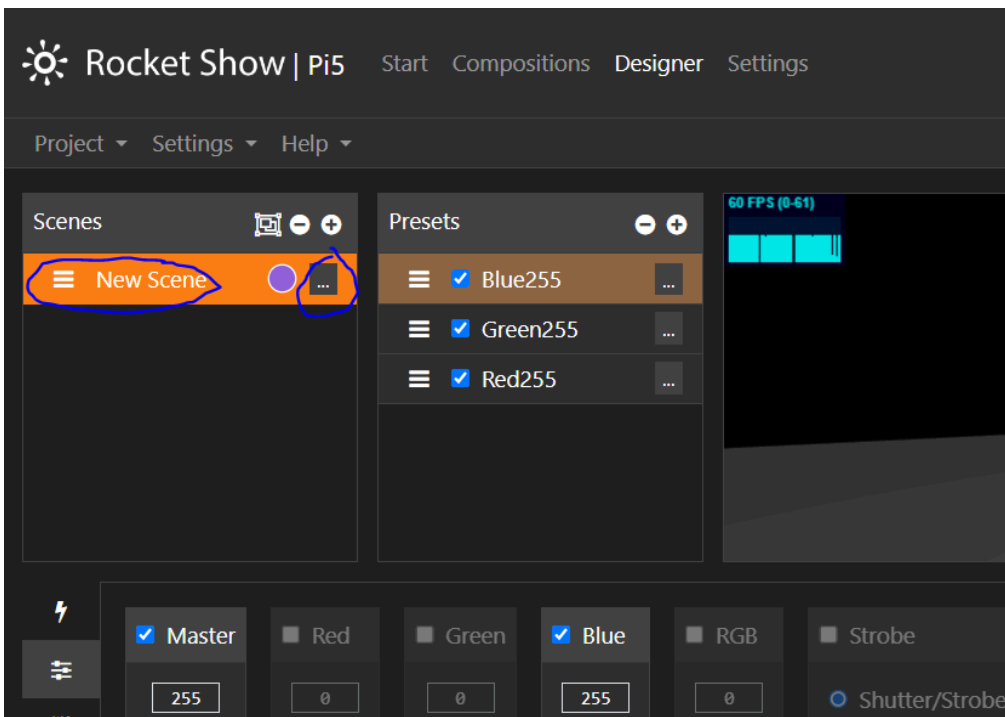 Rocket Show | Pi5 Start Compositions Designer Settings
Project Settings Help
Scenes
New Scene ...
Presets
Blue255 ...
Green255 ...
Red255 ...
60 FPS (0-61)
Master Red Green Blue RGB Strobe
255 0 0 255 0 Shutter/Strobe